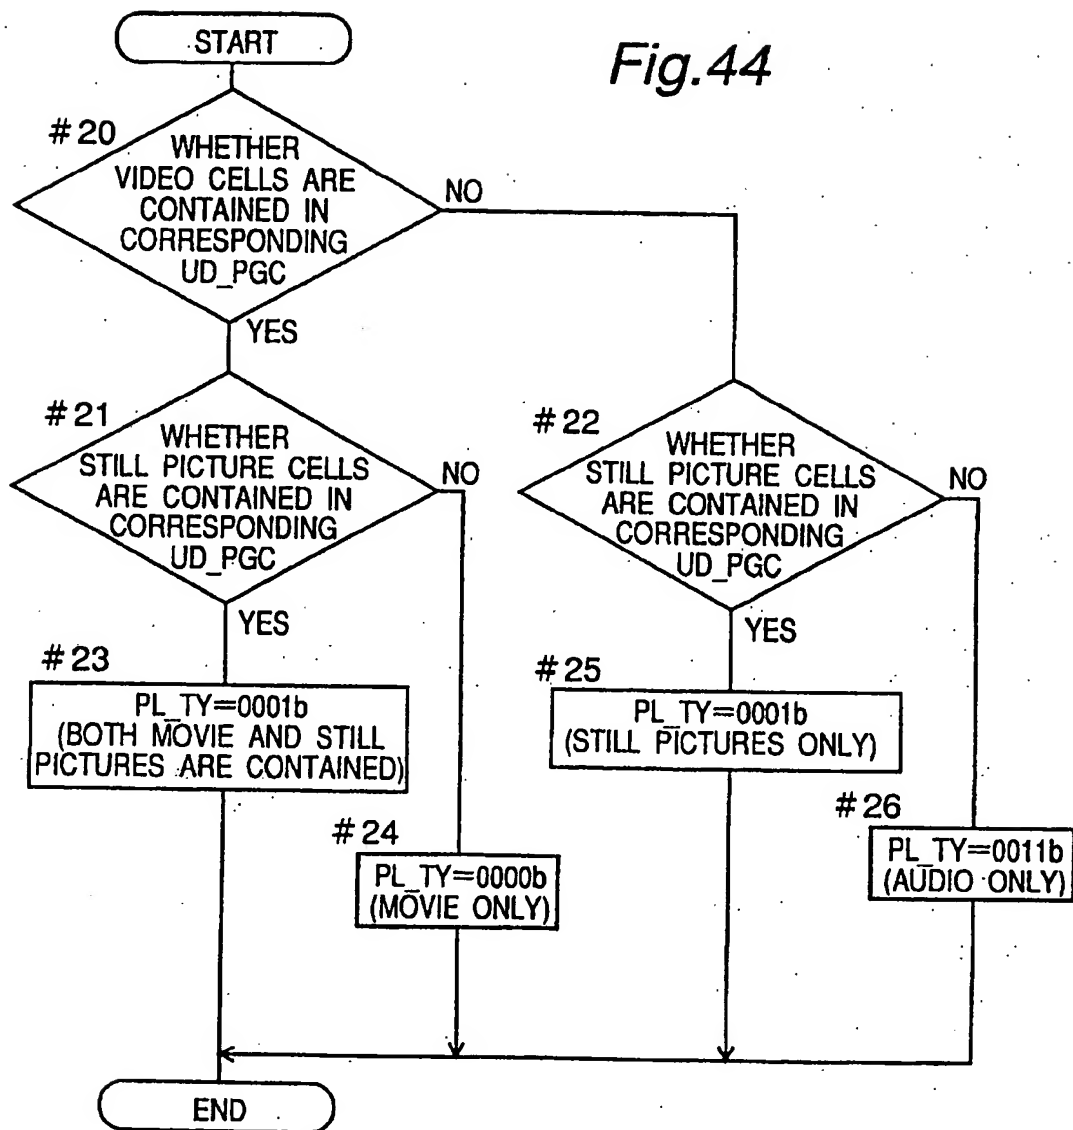 START
Fig.44
#20
WHETHER
VIDEO CELLS ARE
CONTAINED IN
CORRESPONDING
UD_PGC
NO
YES
#21
WHETHER
STILL PICTURE CELLS
ARE CONTAINED IN
CORRESPONDING
UD_PGC
NO
YES
#22
WHETHER
STILL PICTURE CELLS
ARE CONTAINED IN
CORRESPONDING
UD_PGC
NO
YES
#23
PL_TY=0001b
(BOTH MOVIE AND STILL
PICTURES ARE CONTAINED)
#24
PL_TY=0000b
(MOVIE ONLY)
#25
PL_TY=0001b
(STILL PICTURES ONLY)
#26
PL_TY=0011b
(AUDIO ONLY)
END